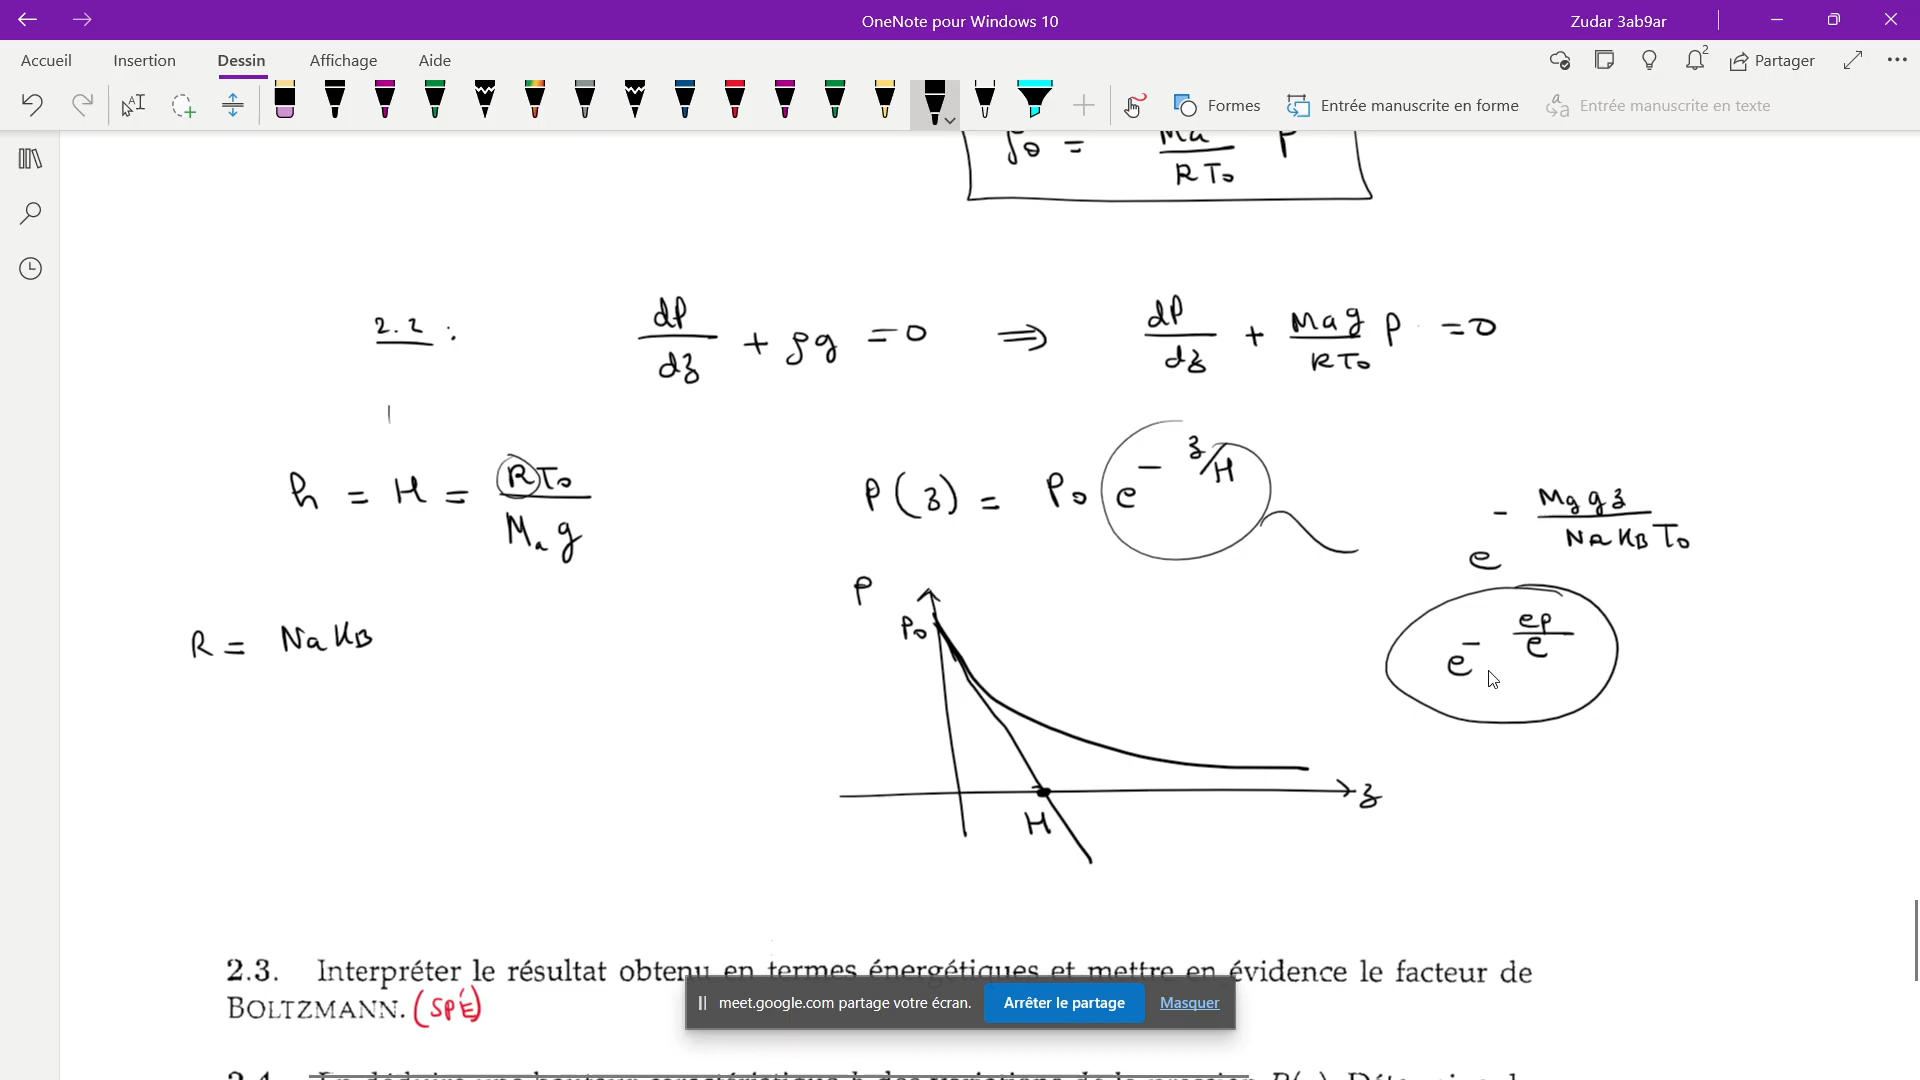 OneNote pour Windows 10
Zudar 3ab9ar
Accueil Insertion Dessin Affichage Aide
2
Partager
Formes Entrée manuscrite en forme Entrée manuscrite en texte
ρ0 = Ma / RT0 P
2.2 : dP/dz + ρg = 0 ⟹ dP/dz + Mag/RT0 P = 0
h = H = RT0 / Mag
P(z) = P0 e^- z/H
e^- Mg g z / Na KB T0
P
P0
e^- ep/e
R = Na KB
z
H
2.3. Interpréter le résultat obtenu en termes énergétiques et mettre en évidence le facteur de
BOLTZMANN. (SPÉ)
meet.google.com partage votre écran. Arrêter le partage Masquer